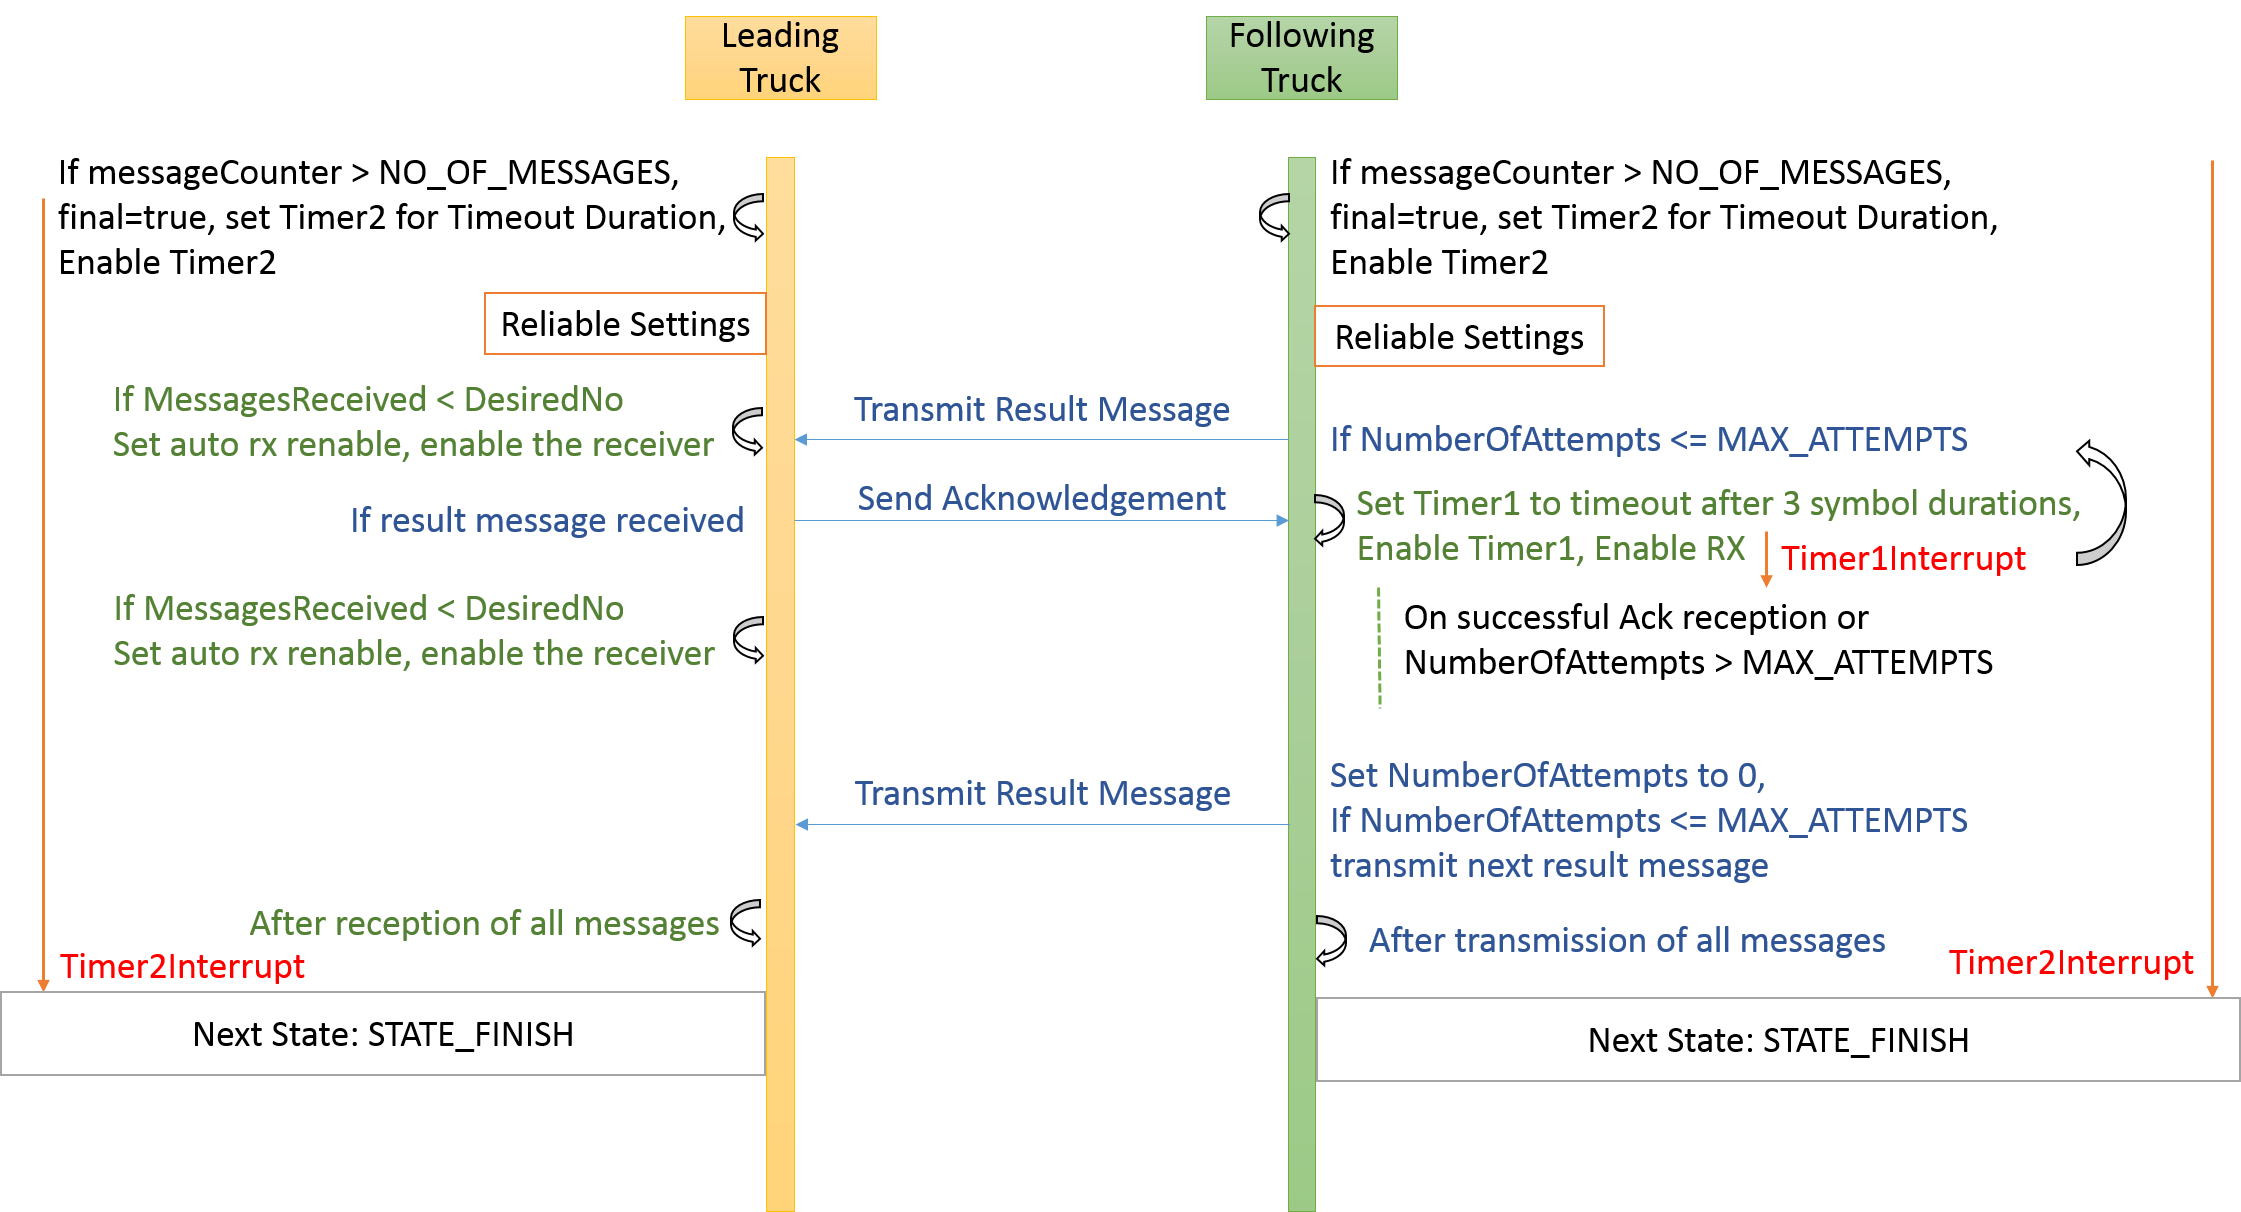 Leading
Truck
Following
Truck
If messageCounter > NO_OF_MESSAGES,
final=true, set Timer2 for Timeout Duration,
Enable Timer2
If messageCounter > NO_OF_MESSAGES,
final=true, set Timer2 for Timeout Duration,
Enable Timer2
Reliable Settings
Reliable Settings
If MessagesReceived < DesiredNo
Set auto rx renable, enable the receiver
Transmit Result Message
If NumberOfAttempts <= MAX_ATTEMPTS
If result message received
Send Acknowledgement
Set Timer1 to timeout after 3 symbol durations,
Enable Timer1, Enable RX
Timer1Interrupt
If MessagesReceived < DesiredNo
Set auto rx renable, enable the receiver
On successful Ack reception or
NumberOfAttempts > MAX_ATTEMPTS
Transmit Result Message
Set NumberOfAttempts to 0,
If NumberOfAttempts <= MAX_ATTEMPTS
transmit next result message
After reception of all messages
After transmission of all messages
Timer2Interrupt
Timer2Interrupt
Next State: STATE_FINISH
Next State: STATE_FINISH